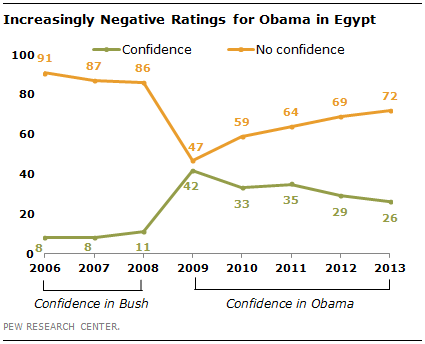 Increasingly Negative Ratings for Obama in Egypt
Confidence No confidence
100
80
60
40
20
0
91 87 86 47 59 64 69 72
8 8 11 42 33 35 29 26
2006 2007 2008 2009 2010 2011 2012 2013
Confidence in Bush Confidence in Obama
PEW RESEARCH CENTER.